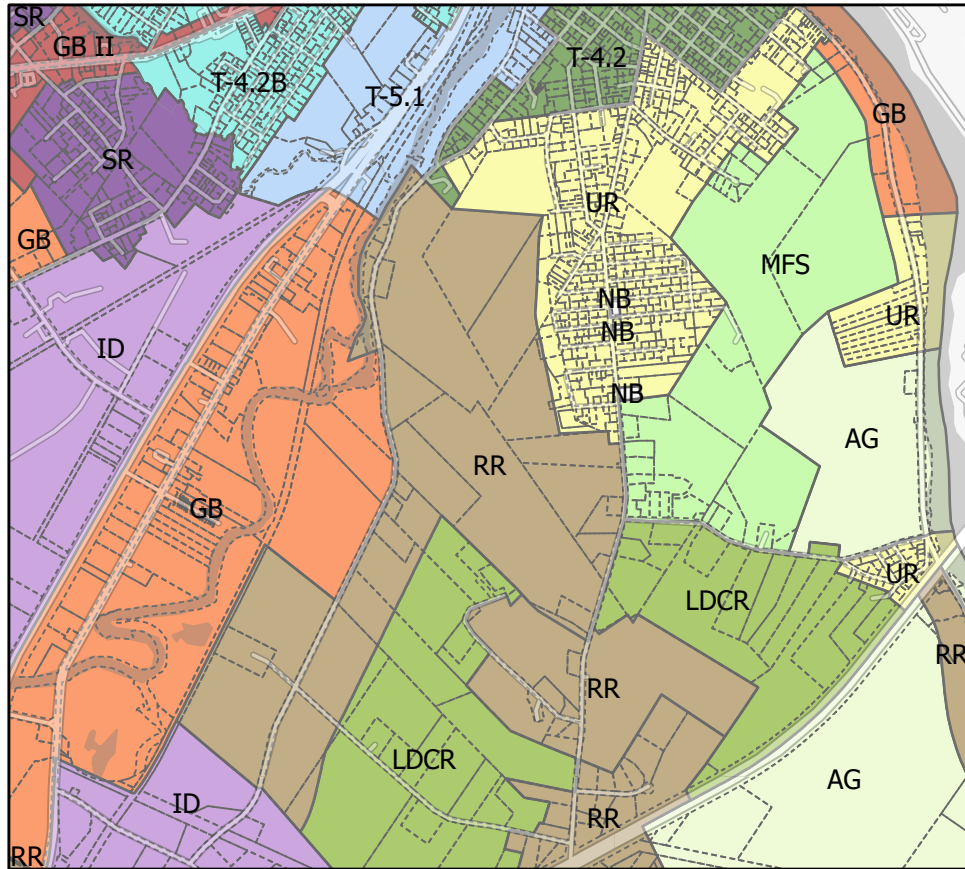 SR
GB II
T-4.2B
T-4.2
T-5.1
GB
SR
UR
GB
MFS
NB
UR
NB
ID
NB
AG
RR
GB
UR
LDCR
RR
RR
LDCR
AG
ID
RR
RR